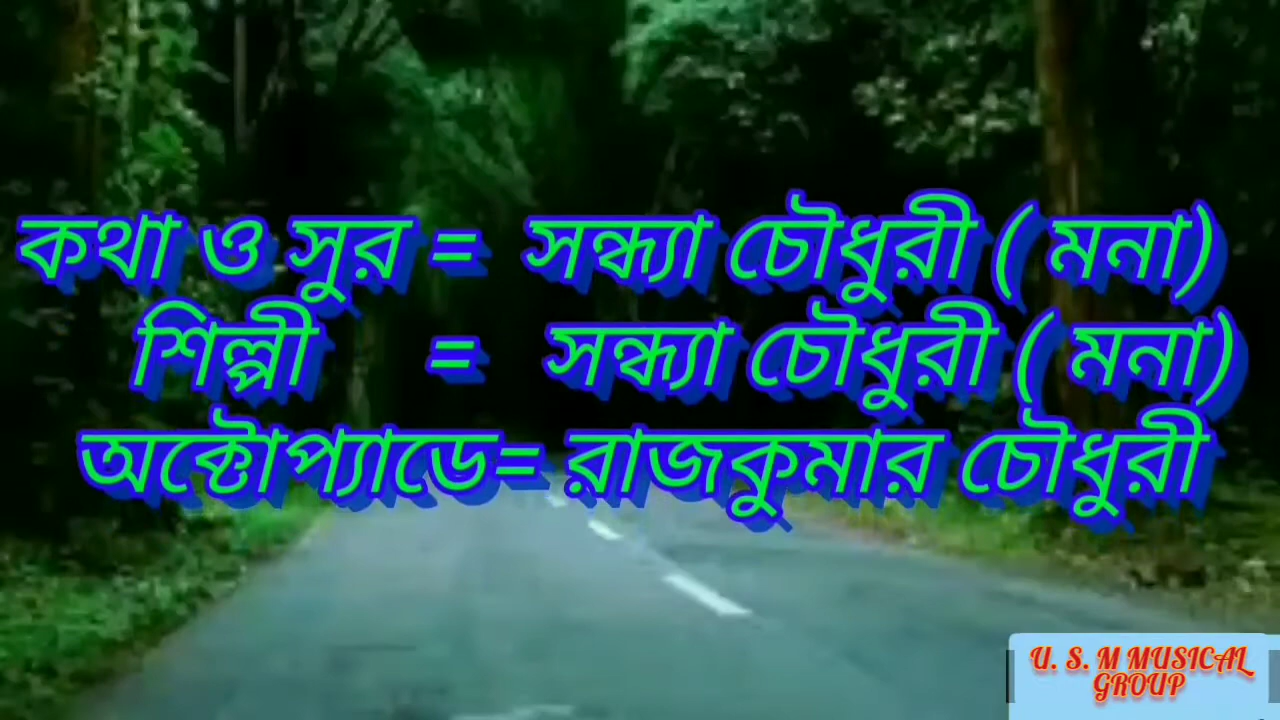 কথা ও সুর = সন্ধ্যা চৌধুরী ( মনা)
শিল্পী = সন্ধ্যা চৌধুরী ( মনা)
অক্টোপ্যাডে= রাজকুমার চৌধুরী
U. S. M MUSICAL
GROUP